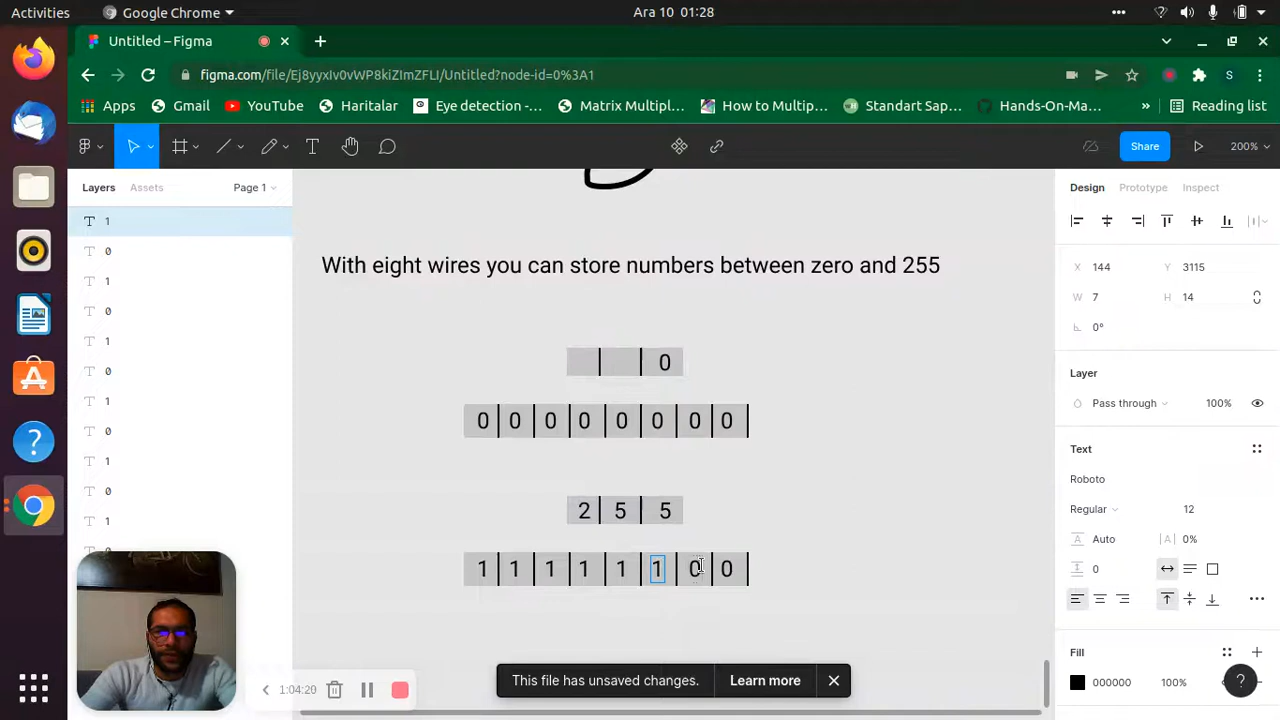 Activities Google Chrome Ara 10 01:28
Untitled – Figma
figma.com/file/Ej8yyxIv0vWP8kiZImZFLI/Untitled?node-id=0%3A1 S
Apps Gmail YouTube Haritalar Eye detection -... Matrix Multipl... How to Multip... Standart Sap... Hands-On-Ma... » Reading list
Share 200%
Layers Assets Page 1 Design Prototype Inspect
T 1
T 0
T 1
T 0
T 1
T 0
T 1
T 0
T 1
T 0
T 1
With eight wires you can store numbers between zero and 255
0
0 0 0 0 0 0 0 0
2 5 5
1 1 1 1 1 1 0 0
X 144 Y 3115
W 7 H 14
0°
Layer
Pass through 100%
Text
Roboto
Regular 12
Auto 0%
0
Fill
000000 100%
?
1:04:20
This file has unsaved changes. Learn more